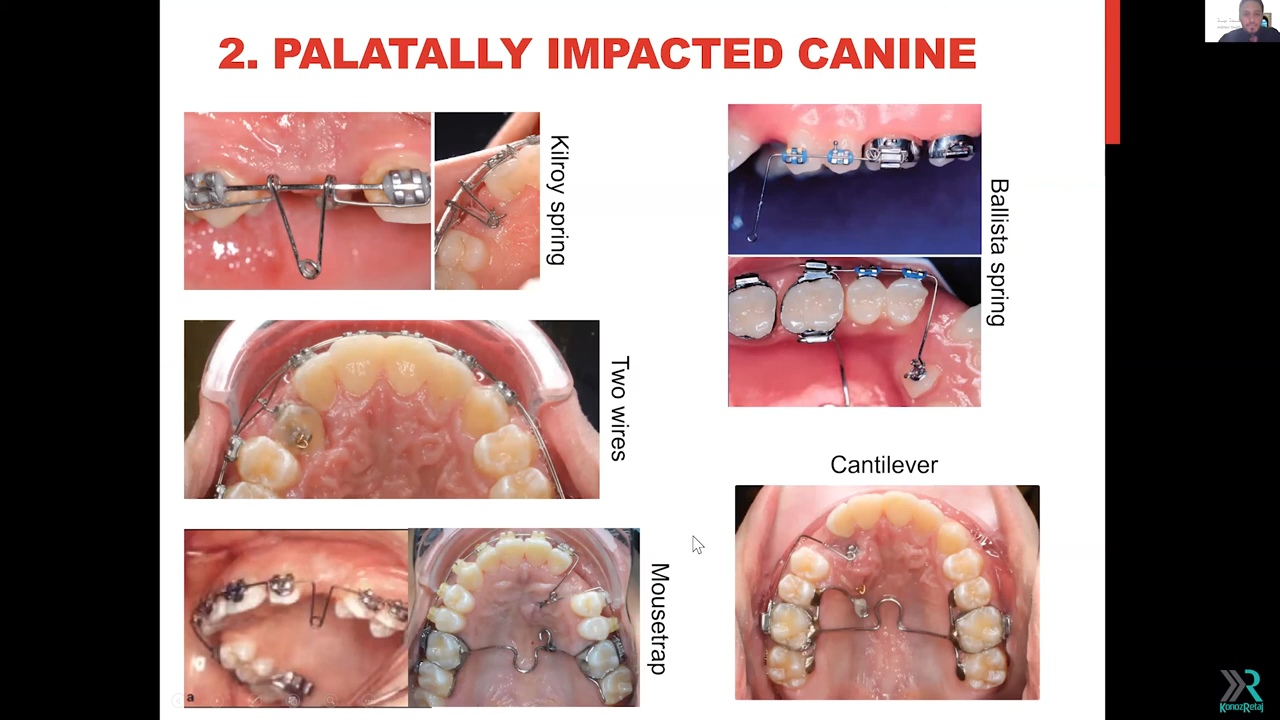 2. PALATALLY IMPACTED CANINE
Kilroy spring
Ballista spring
Two wires
Cantilever
Mousetrap
a
KonozRetaj